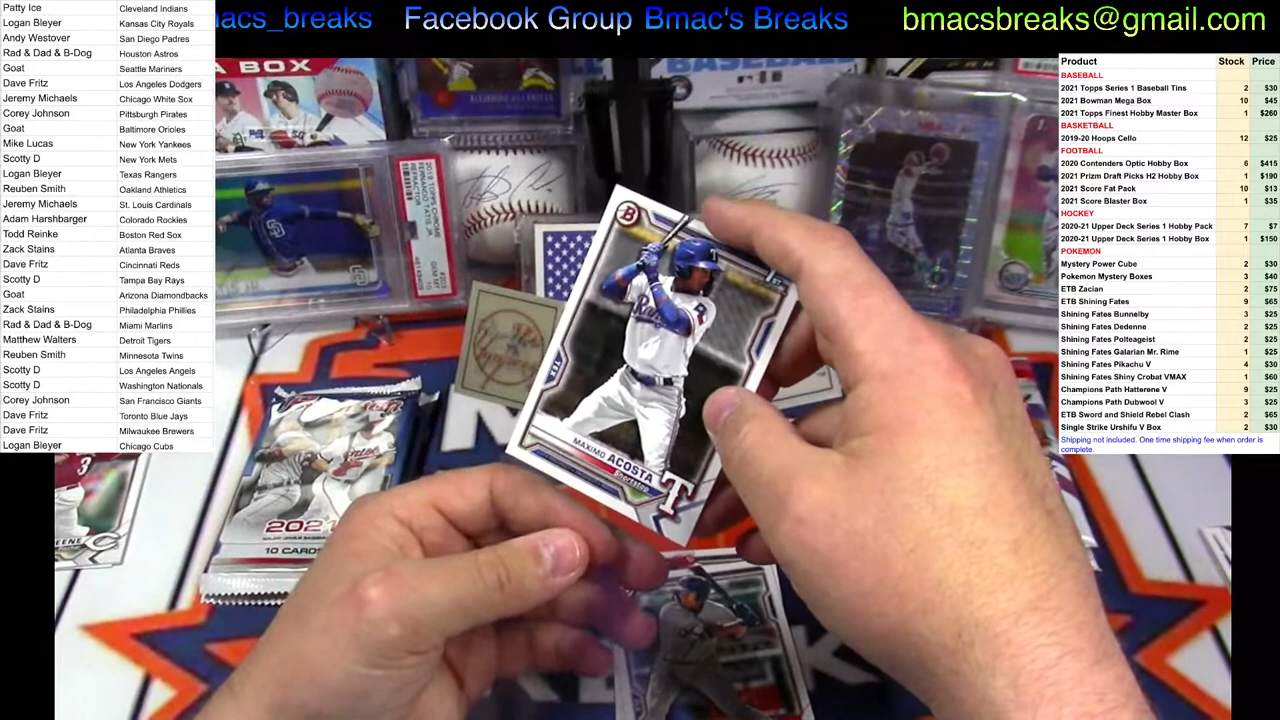 macs_breaks Facebook Group Bmac's Breaks bmacsbreaks@gmail.com
Patty Ice Cleveland Indians
Logan Bleyer Kansas City Royals
Andy Westover San Diego Padres
Rad & Dad & B-Dog Houston Astros
Goat Seattle Mariners
Dave Fritz Los Angeles Dodgers
Jeremy Michaels Chicago White Sox
Corey Johnson Pittsburgh Pirates
Goat Baltimore Orioles
Mike Lucas New York Yankees
Scotty D New York Mets
Logan Bleyer Texas Rangers
Reuben Smith Oakland Athletics
Jeremy Michaels St. Louis Cardinals
Adam Harshbarger Colorado Rockies
Todd Reinke Boston Red Sox
Zack Stains Atlanta Braves
Dave Fritz Cincinnati Reds
Scotty D Tampa Bay Rays
Goat Arizona Diamondbacks
Zack Stains Philadelphia Phillies
Rad & Dad & B-Dog Miami Marlins
Matthew Walters Detroit Tigers
Reuben Smith Minnesota Twins
Scotty D Los Angeles Angels
Scotty D Washington Nationals
Corey Johnson San Francisco Giants
Dave Fritz Toronto Blue Jays
Dave Fritz Milwaukee Brewers
Logan Bleyer Chicago Cubs
Product Stock Price
BASEBALL
2021 Topps Series 1 Baseball Tins 2 $30
2021 Bowman Mega Box 10 $45
2021 Topps Finest Hobby Master Box 1 $260
BASKETBALL
2019-20 Hoops Cello 12 $25
FOOTBALL
2020 Contenders Optic Hobby Box 6 $415
2021 Prizm Draft Picks H2 Hobby Box 1 $190
2021 Score Fat Pack 10 $13
2021 Score Blaster Box 1 $35
HOCKEY
2020-21 Upper Deck Series 1 Hobby Pack 7 $7
2020-21 Upper Deck Series 1 Hobby Box 1 $150
POKEMON
Mystery Power Cube 2 $30
Pokemon Mystery Boxes 3 $40
ETB Zacian 2 $75
ETB Shining Fates 9 $65
Shining Fates Bunnelby 3 $25
Shining Fates Dedenne 2 $25
Shining Fates Polteageist 2 $25
Shining Fates Galarian Mr. Rime 1 $25
Shining Fates Pikachu V 4 $30
Shining Fates Shiny Crobat VMAX 1 $60
Champions Path Hatterene V 9 $25
Champions Path Dubwool V 3 $25
ETB Sword and Shield Rebel Clash 2 $65
Single Strike Urshifu V Box 2 $30
Shipping not included. One time shipping fee when order is
complete.
A BOX
2019 TOPPS CHROME
FERNANDO TATIS JR.
REFRACTOR
B
1ST
Rangers
TEX
MAXIMO ACOSTA
Shortstop
T
2021
10 CARDS